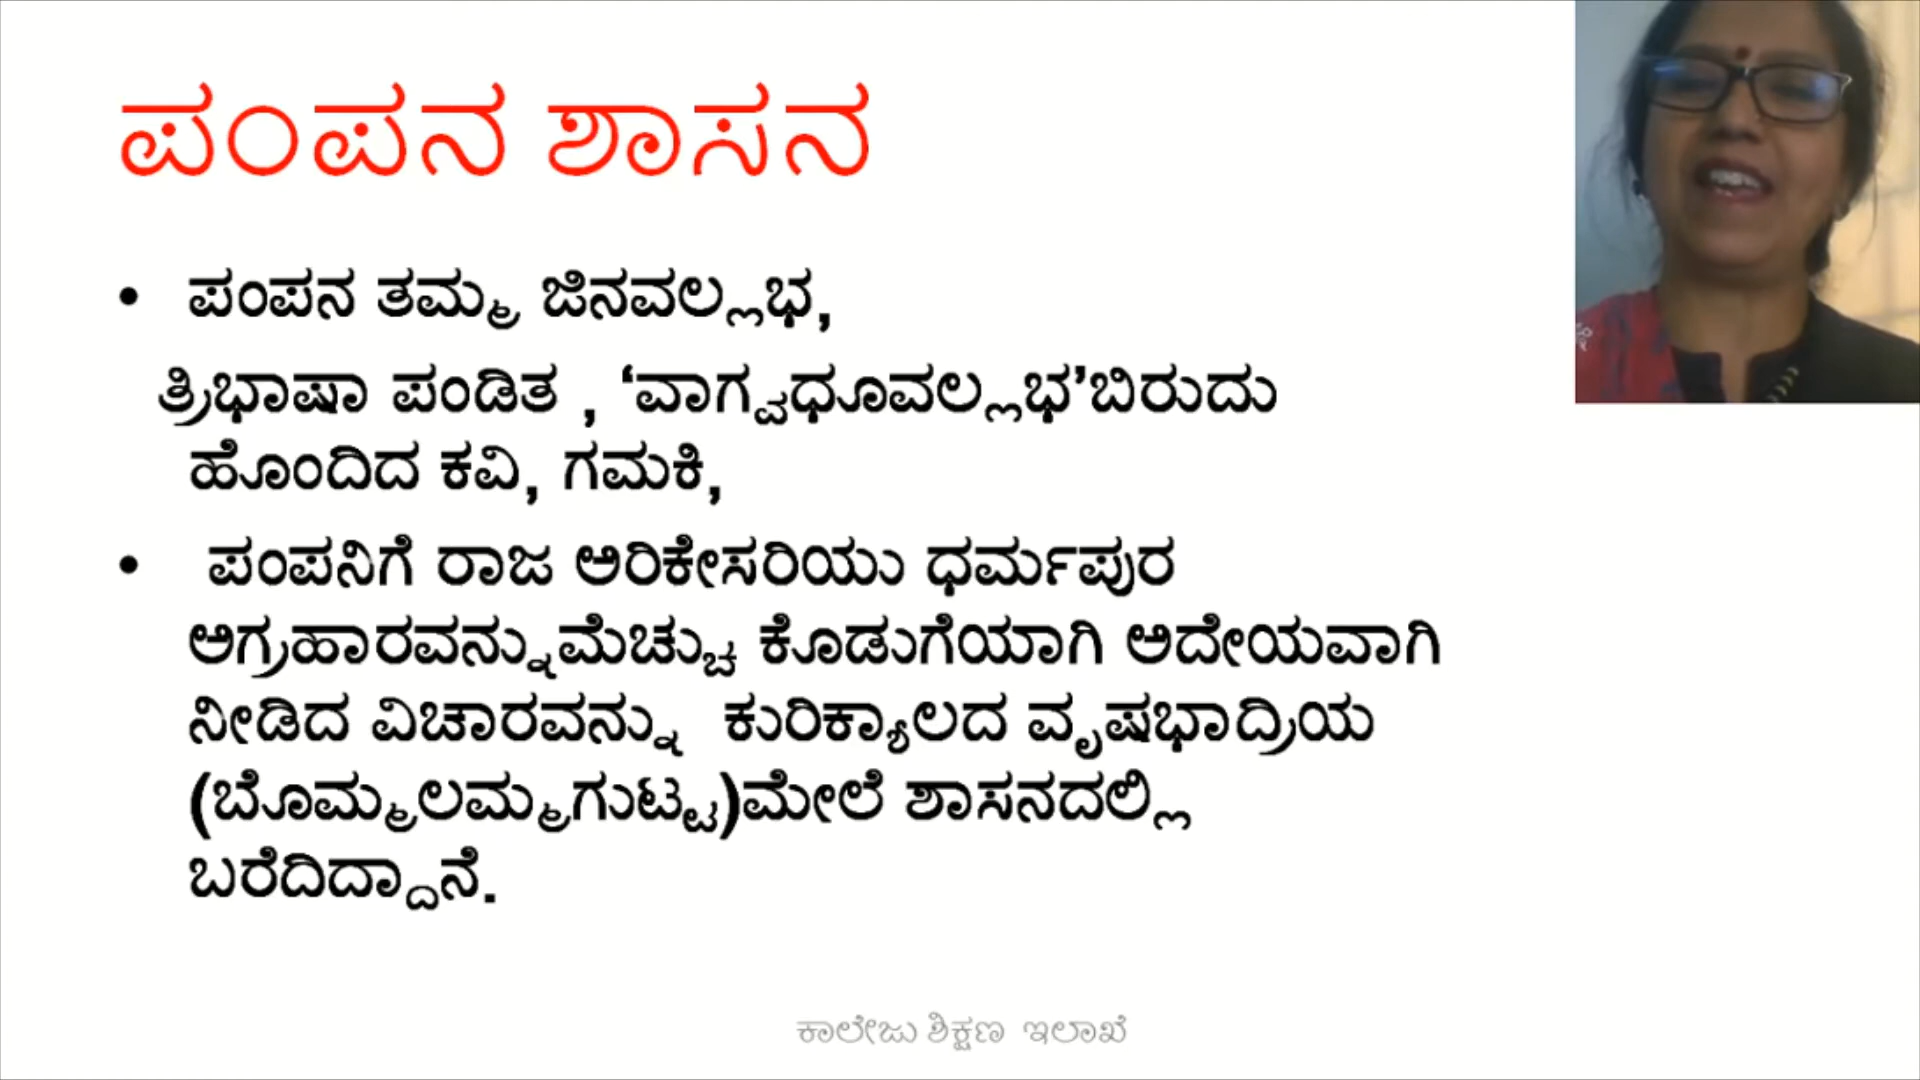 ಪಂಪನ ಶಾಸನ
• ಪಂಪನ ತಮ್ಮ ಜಿನವಲ್ಲಭ,
ತ್ರಿಭಾಷಾ ಪಂಡಿತ , ‘ವಾಗ್ವಧೂವಲ್ಲಭ’ಬಿರುದು
ಹೊಂದಿದ ಕವಿ, ಗಮಕಿ,
• ಪಂಪನಿಗೆ ರಾಜ ಅರಿಕೇಸರಿಯು ಧರ್ಮಪುರ
ಅಗ್ರಹಾರವನ್ನುಮೆಚ್ಚು ಕೊಡುಗೆಯಾಗಿ ಅದೇಯವಾಗಿ
ನೀಡಿದ ವಿಚಾರವನ್ನು ಕುರಿಕ್ಯಾಲದ ವೃಷಭಾದ್ರಿಯ
(ಬೊಮ್ಮಲಮ್ಮಗುಟ್ಟ)ಮೇಲೆ ಶಾಸನದಲ್ಲಿ
ಬರೆದಿದ್ದಾನೆ.
ಕಾಲೇಜು ಶಿಕ್ಷಣ ಇಲಾಖೆ